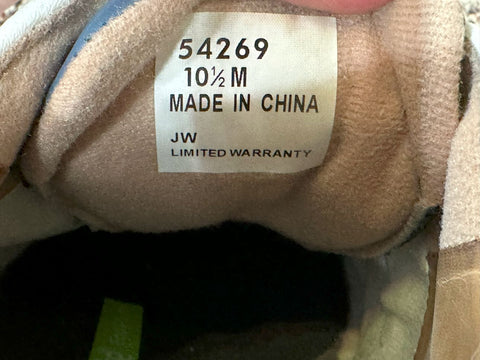 54269
10½ M
MADE IN CHINA
JW
LIMITED WARRANTY